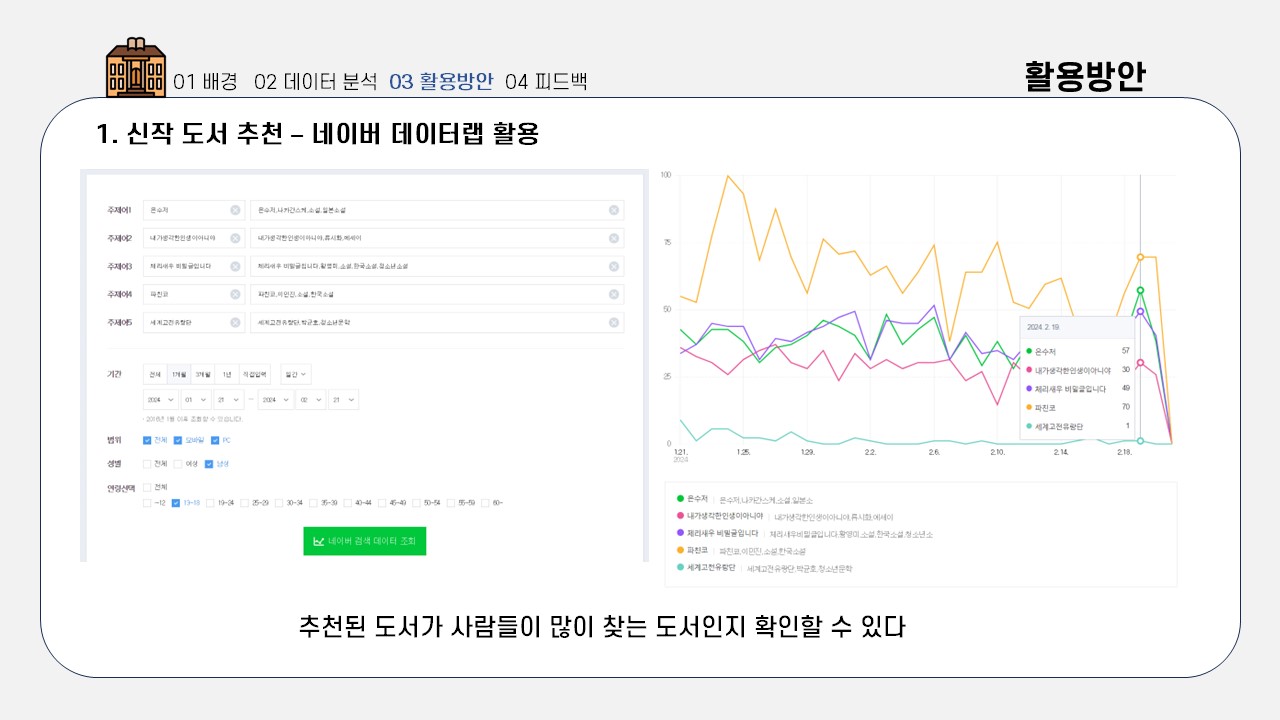 01 배경 02 데이터 분석 03 활용방안 04 피드백
활용방안
1. 신작 도서 추천 – 네이버 데이터랩 활용
주제어1 은수저 은수저,나카간스케,소설,일본소설
주제어2 내가생각한인생이아니야 내가생각한인생이아니야,류시화,에세이
주제어3 체리새우 비밀글입니다 체리새우 비밀글입니다,황영미,소설,한국소설,청소년소설
주제어4 파친코 파친코,이민진,소설,한국소설
주제어5 세계고전유랑단 세계고전유랑단,박균호,청소년문학
기간 전체 1개월 3개월 1년 직접입력 일간
2024 01 21 – 2024 02 21
· 2016년 1월 이후 조회할 수 있습니다.
범위 전체 모바일 PC
성별 전체 여성 남성
연령선택 전체
~12 13~18 19~24 25~29 30~34 35~39 40~44 45~49 50~54 55~59 60~
네이버 검색 데이터 조회
100
75
50
25
0
1.21. 1.25. 1.29. 2.2. 2.6. 2.10. 2.14. 2.18.
2024
2024. 2. 19.
은수저 57
내가생각한인생이아니야 30
체리새우 비밀글입니다 49
파친코 70
세계고전유랑단 1
은수저 은수저,나카간스케,소설,일본소
내가생각한인생이아니야 내가생각한인생이아니야,류시화,에세이
체리새우 비밀글입니다 체리새우비밀글입니다,황영미,소설,한국소설,청소년소
파친코 파친코,이민진,소설,한국소설
세계고전유랑단 세계고전유랑단,박균호,청소년문학
추천된 도서가 사람들이 많이 찾는 도서인지 확인할 수 있다